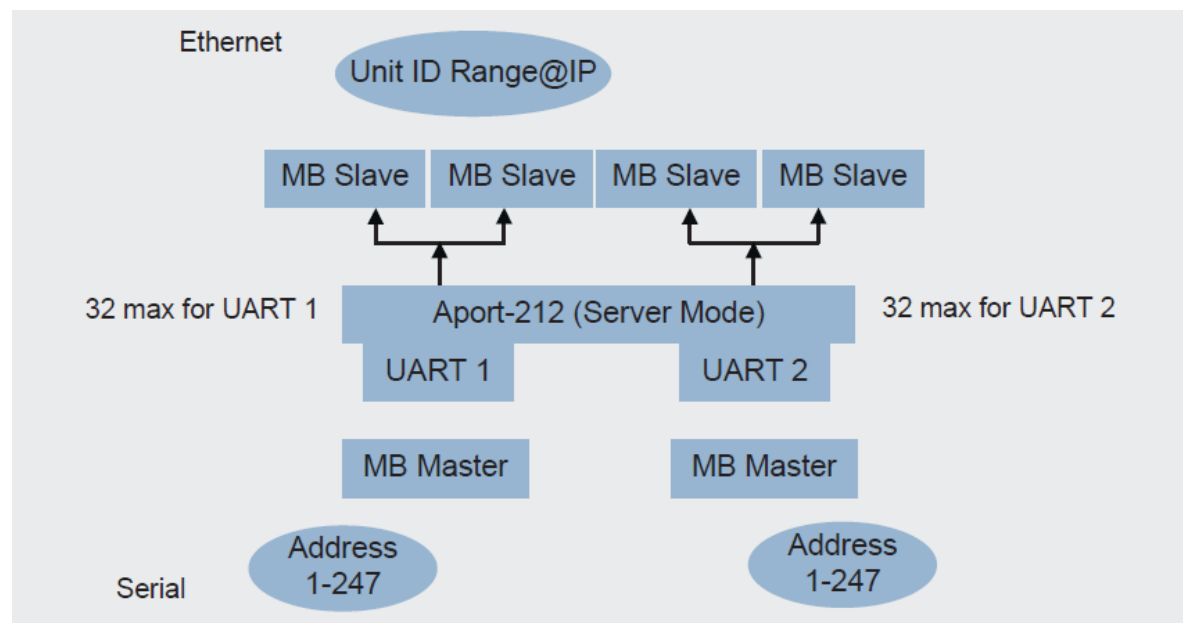 Ethernet
Unit ID Range@IP
MB Slave
MB Slave
MB Slave
MB Slave
32 max for UART 1
Aport-212 (Server Mode)
32 max for UART 2
UART 1
UART 2
MB Master
MB Master
Address
1-247
Address
1-247
Serial